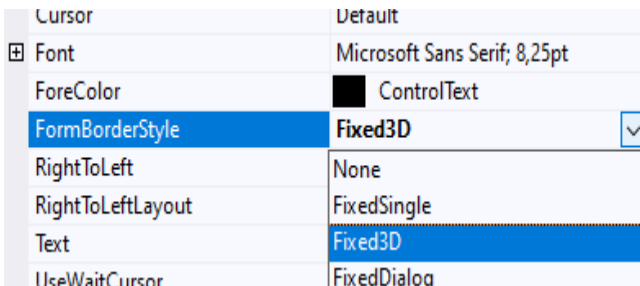 Cursor Default
Font Microsoft Sans Serif; 8,25pt
ForeColor ControlText
FormBorderStyle Fixed3D
RightToLeft None
RightToLeftLayout FixedSingle
Text Fixed3D
UseWaitCursor FixedDialog